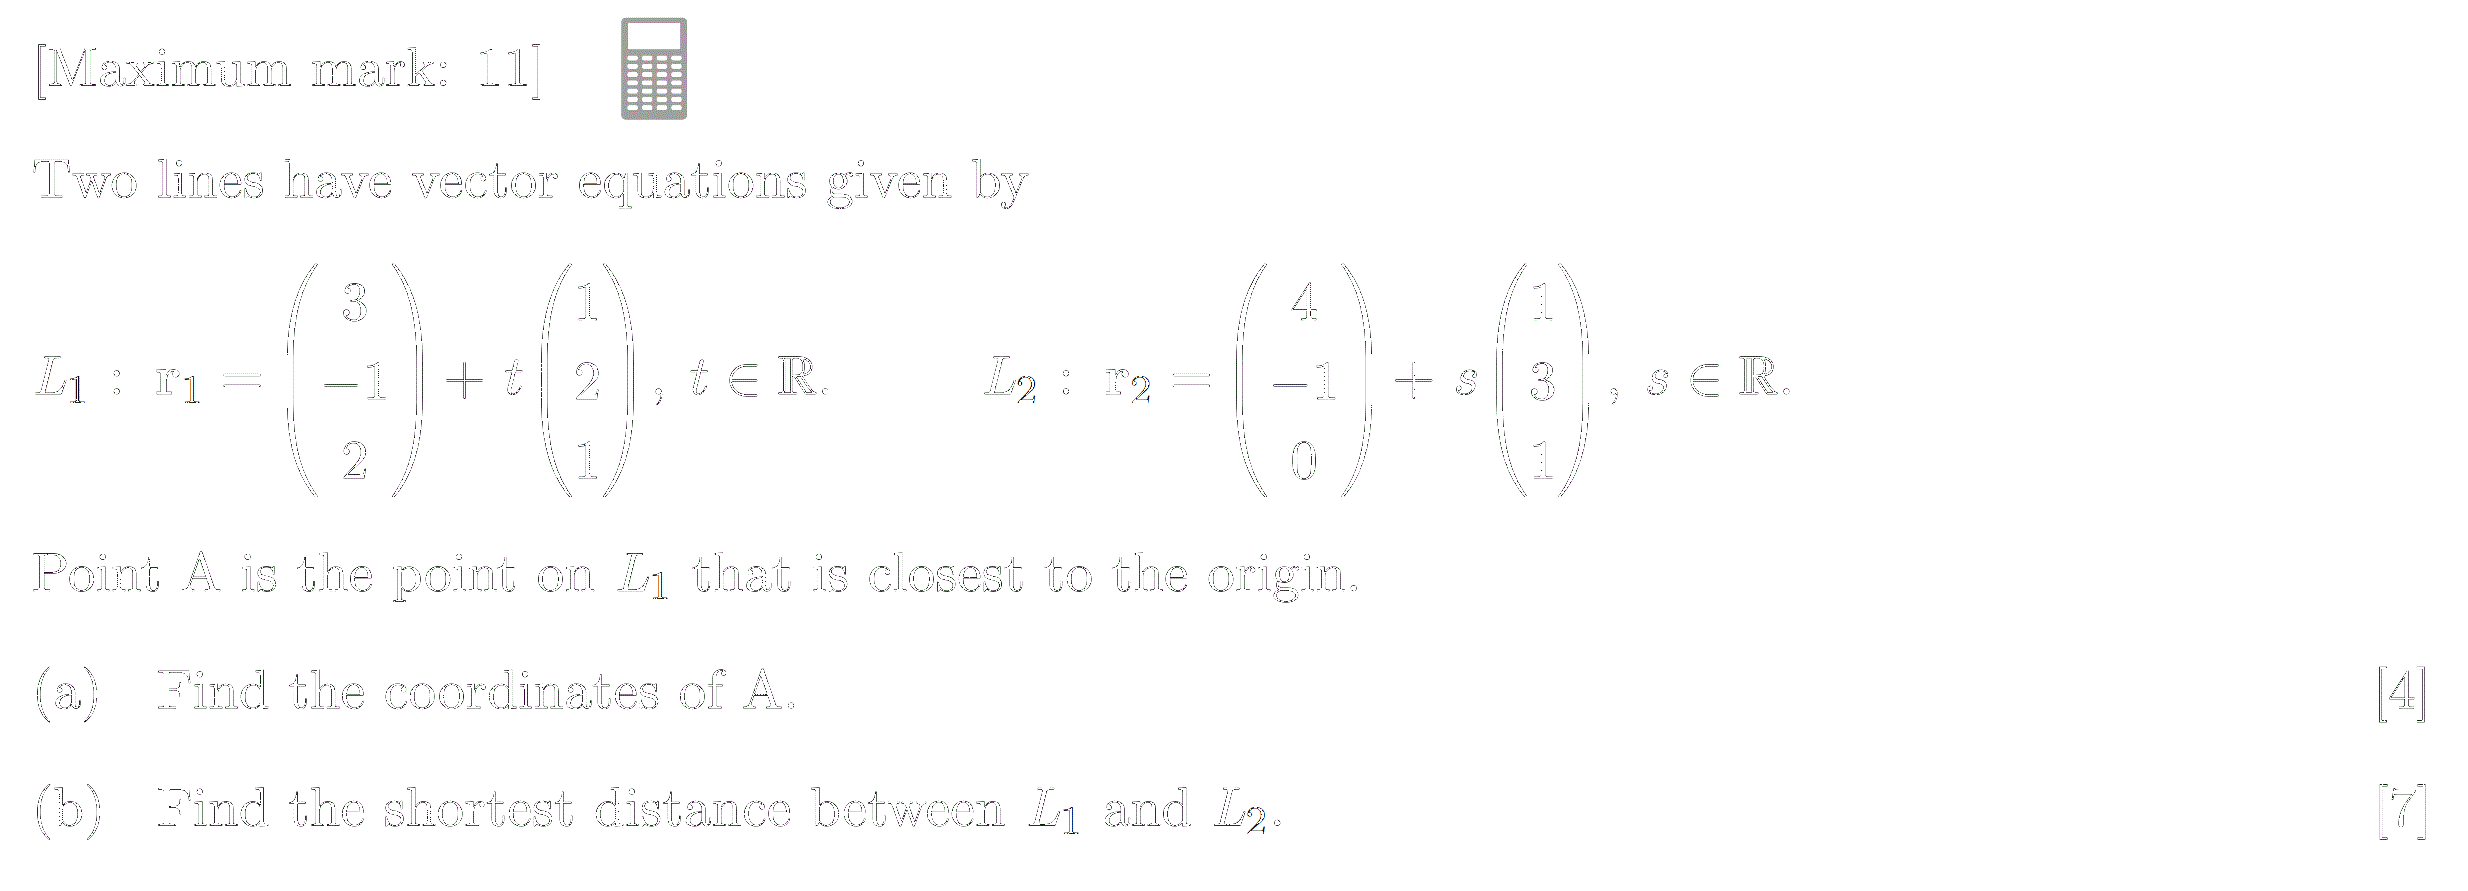 [Maximum mark: 11]
Two lines have vector equations given by
L₁ : r₁ = (3, −1, 2) + t (1, 2, 1), t ∈ ℝ. L₂ : r₂ = (4, −1, 0) + s (1, 3, 1), s ∈ ℝ.
Point A is the point on L₁ that is closest to the origin.
(a) Find the coordinates of A. [4]
(b) Find the shortest distance between L₁ and L₂. [7]